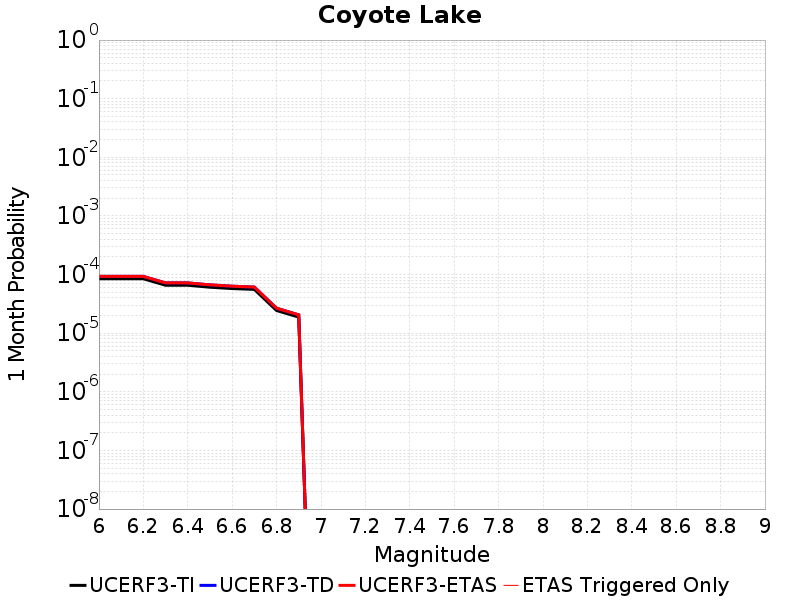 Coyote Lake
1 Month Probability
10^0
10^-1
10^-2
10^-3
10^-4
10^-5
10^-6
10^-7
10^-8
6 6.2 6.4 6.6 6.8 7 7.2 7.4 7.6 7.8 8 8.2 8.4 8.6 8.8 9
Magnitude
UCERF3-TI UCERF3-TD UCERF3-ETAS ETAS Triggered Only